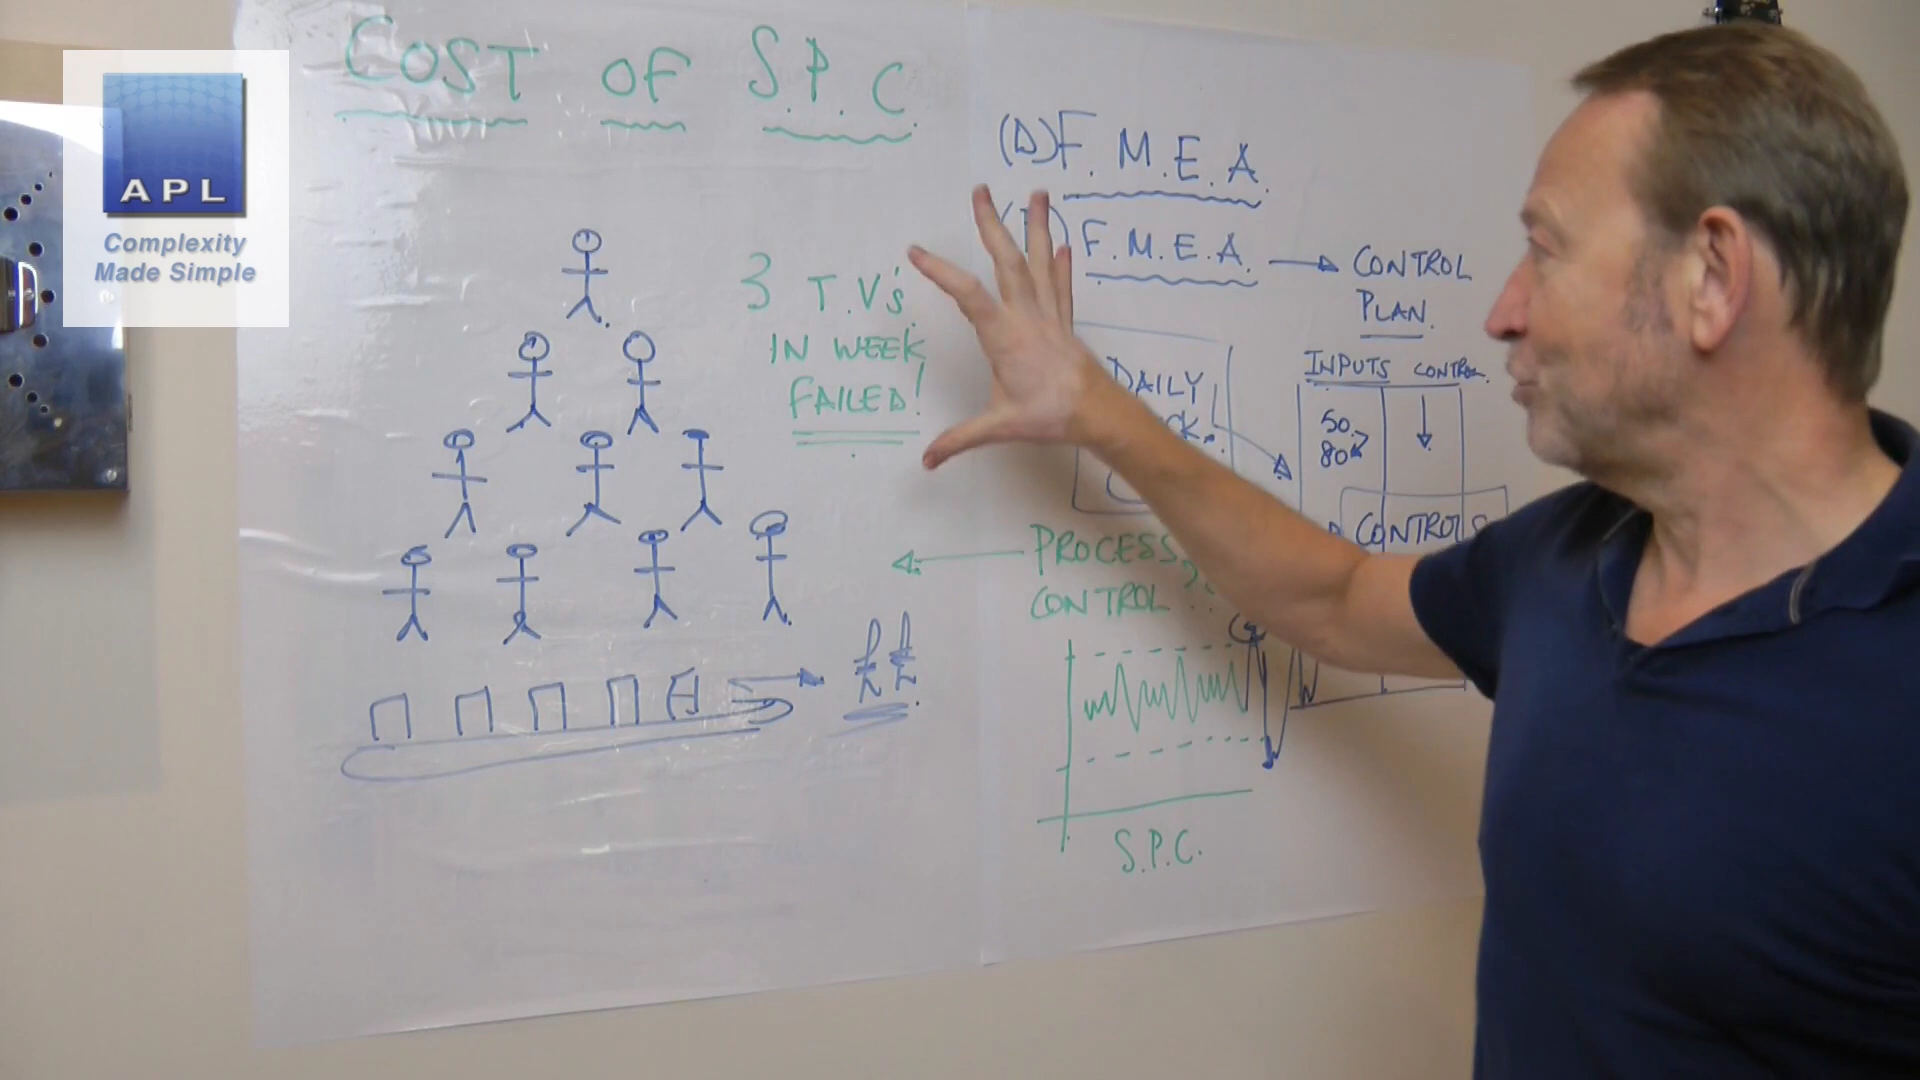 APL
Complexity
Made Simple
COST OF S.P.C.
3 T.V's.
IN WEEK
FAILED!
££
(D)F.M.E.A.
F.M.E.A.
CONTROL
PLAN.
INPUTS CONTROL.
50
80
DAILY
CONTROLS
PROCESS
CONTROL
S.P.C.